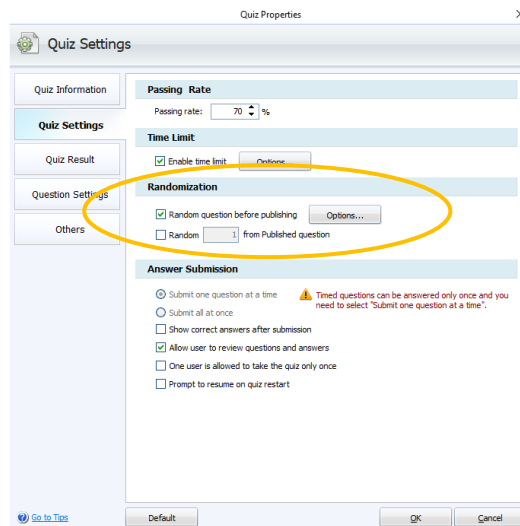 Quiz Properties
Quiz Settings
Quiz Information
Quiz Settings
Quiz Result
Question Settings
Others
Passing Rate
Passing rate: 70 %
Time Limit
Enable time limit Options...
Randomization
Random question before publishing Options...
Random 1 from Published question
Answer Submission
Submit one question at a time
Submit all at once
Timed questions can be answered only once and you
need to select "Submit one question at a time".
Show correct answers after submission
Allow user to review questions and answers
One user is allowed to take the quiz only once
Prompt to resume on quiz restart
Go to Tips
Default
OK
Cancel